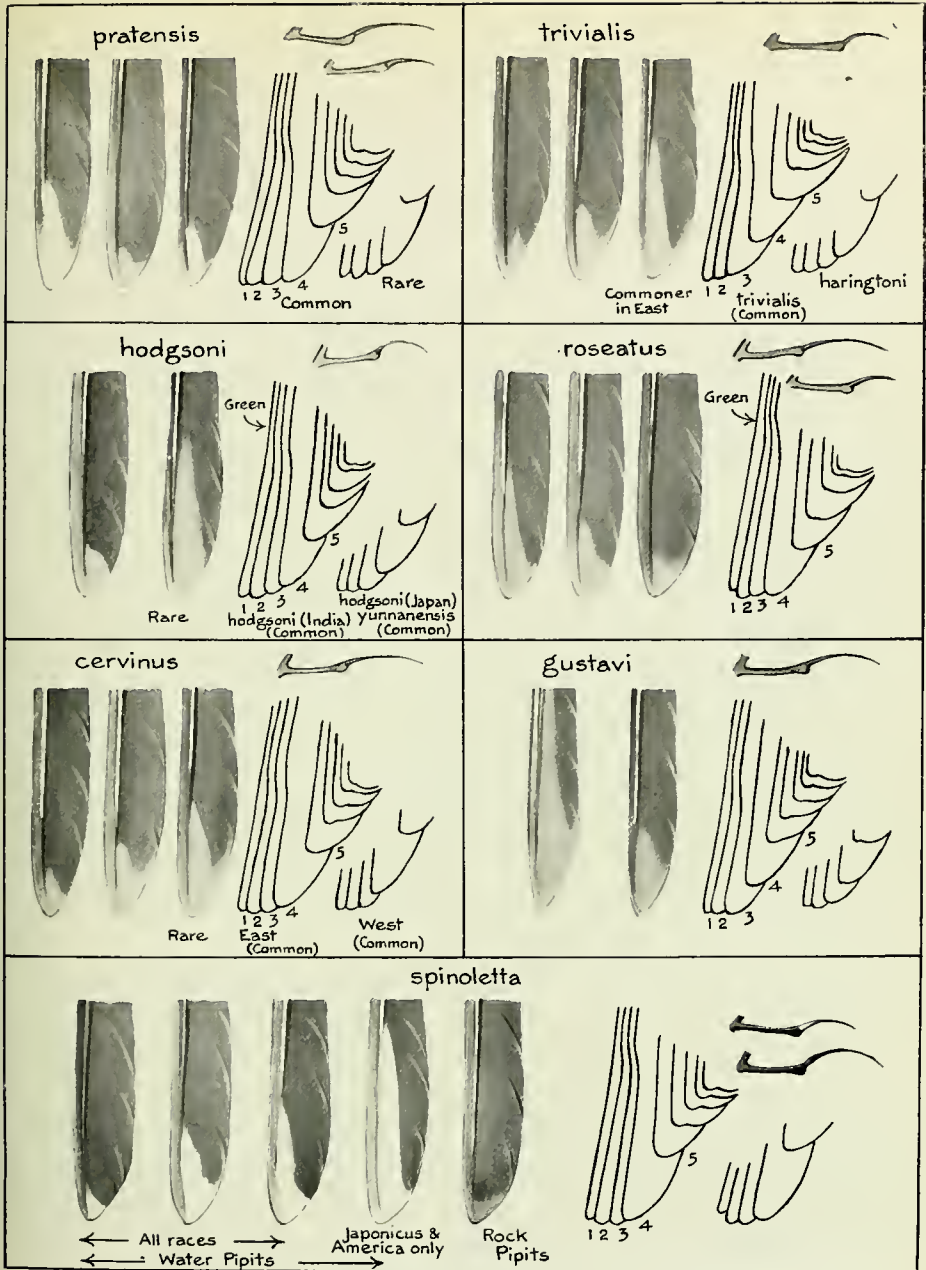 pratensis
5
1 2 3 4
Common
Rare
trivialis
5
4
1 2 3
Commoner
in East
trivialis
(Common)
haringtoni
hodgsoni
Green
5
1 2 3 4
Rare
hodgsoni (India)
(Common)
hodgsoni (Japan)
yunnanensis
(Common)
roseatus
Green
5
1 2 3 4
cervinus
5
1 2 3 4
Rare
East
(Common)
West
(Common)
gustavi
5
4
1 2 3
spinoletta
5
1 2 3 4
All races
Water Pipits
Japonicus &
America only
Rock
Pipits